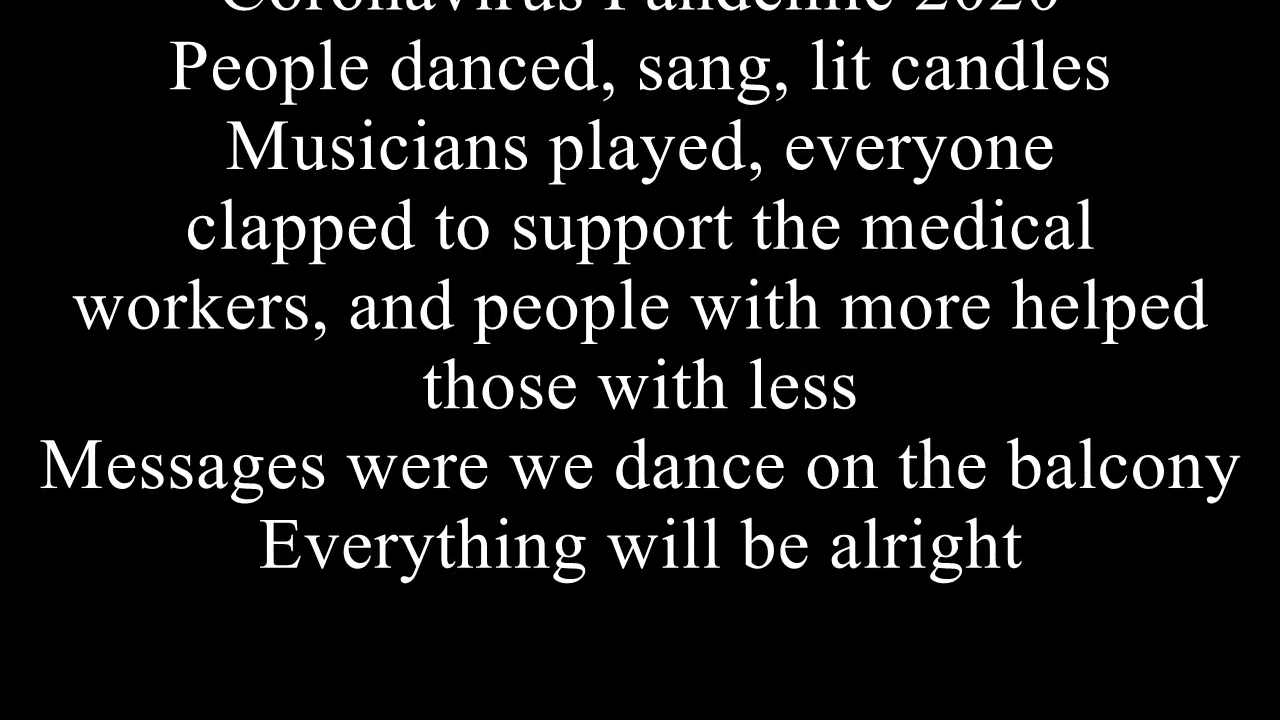 Coronavirus Pandemic 2020
People danced, sang, lit candles
Musicians played, everyone
clapped to support the medical
workers, and people with more helped
those with less
Messages were we dance on the balcony
Everything will be alright